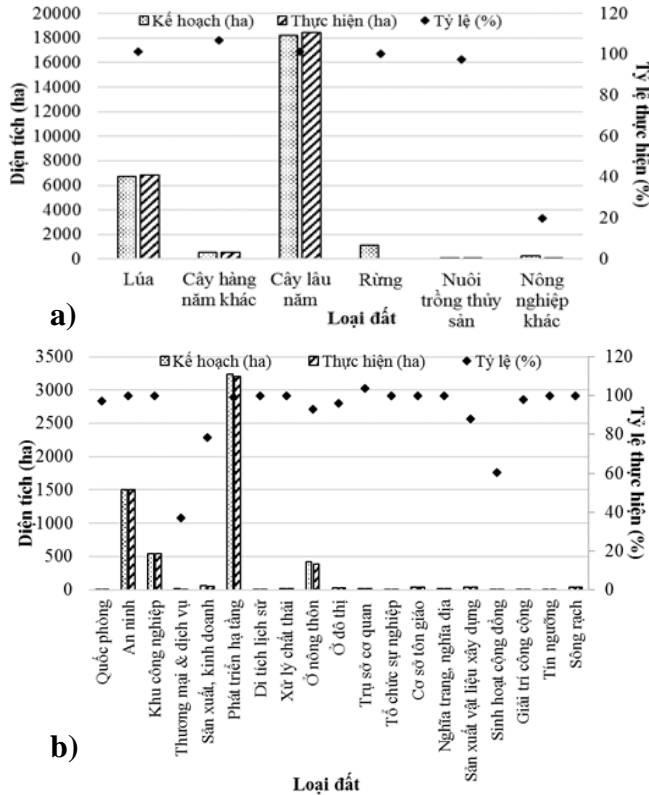 Kế hoạch (ha) Thực hiện (ha) Tỷ lệ (%)
20000 120
18000
16000 100
14000
12000 80
10000 60
8000
6000 40
4000
2000 20
0 0
Diện tích (ha)
Tỷ lệ thực hiện (%)
Lúa Cây hàng Cây lâu Rừng Nuôi Nông
năm khác năm trồng thủy nghiệp
sản khác
Loại đất
a)
Kế hoạch (ha) Thực hiện (ha) Tỷ lệ (%)
3500 120
3000 100
2500 80
2000
1500 60
1000 40
500 20
0 0
Diện tích (ha)
Tỷ lệ thực hiện (%)
Quốc phòng
An ninh
Khu công nghiệp
Thương mại & dịch vụ
Sản xuất, kinh doanh
Phát triển hạ tầng
Di tích lịch sử
Xử lý chất thải
Ở nông thôn
Ở đô thị
Trụ sở cơ quan
Tổ chức sự nghiệp
Cơ sở tôn giáo
Nghĩa trang, nghĩa địa
Sản xuất vật liệu xây dựng
Sinh hoạt cộng đồng
Giải trí công cộng
Tín ngưỡng
Sông rạch
b)
Loại đất